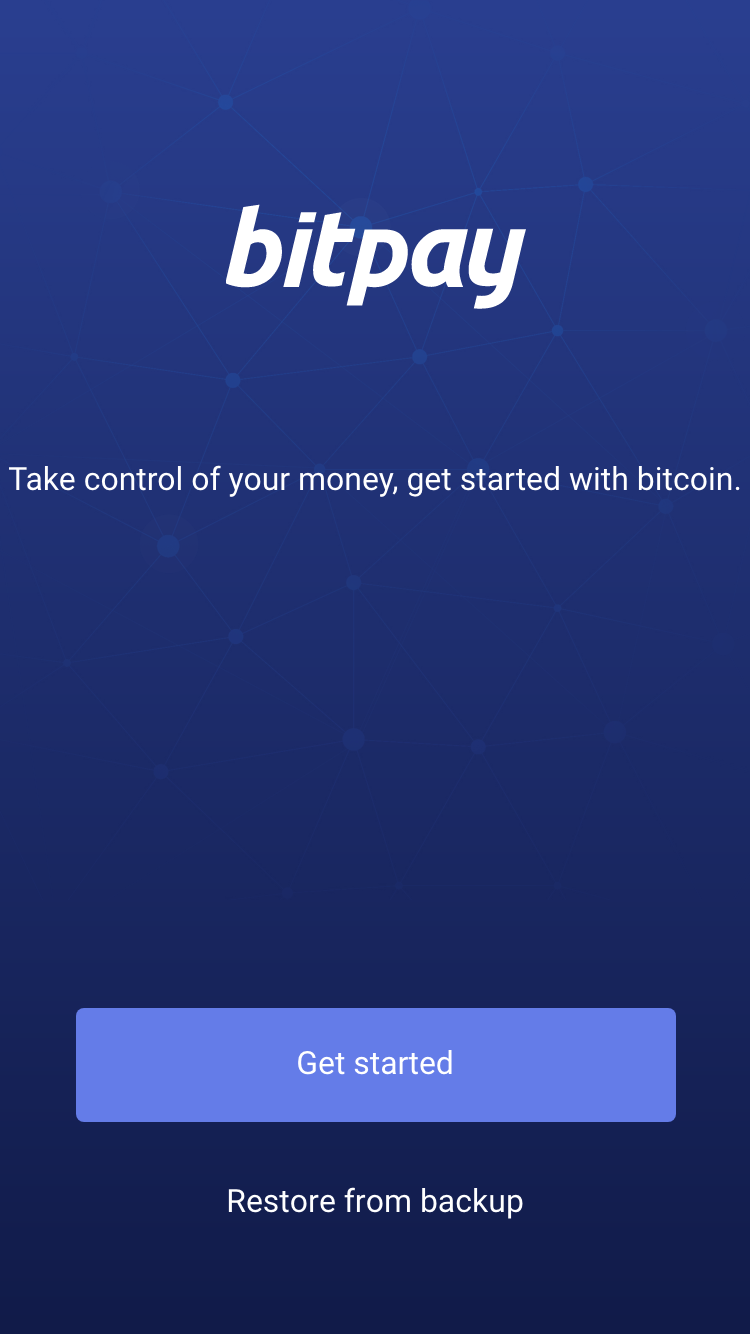 bitpay
Take control of your money, get started with bitcoin.
Get started
Restore from backup